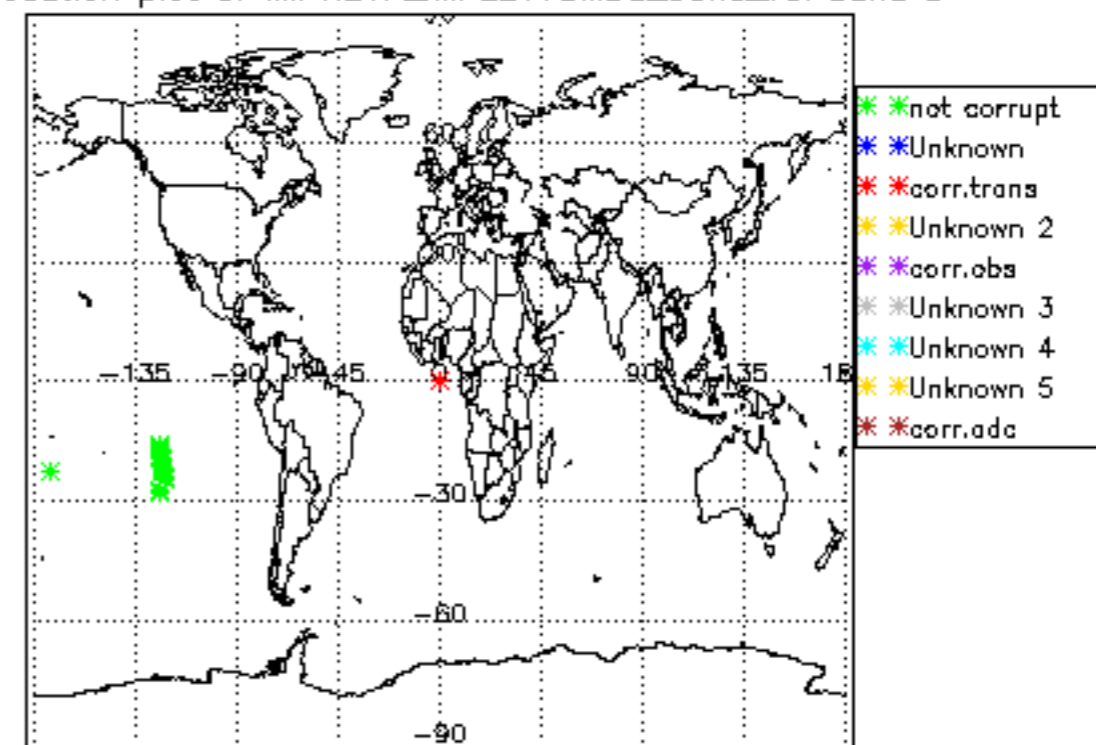 not corrupt
Unknown
corr.trans
Unknown 2
corr.obs
Unknown 3
Unknown 4
Unknown 5
corr.adc
60
-135 -90 45 90 135
-30
-60
-90